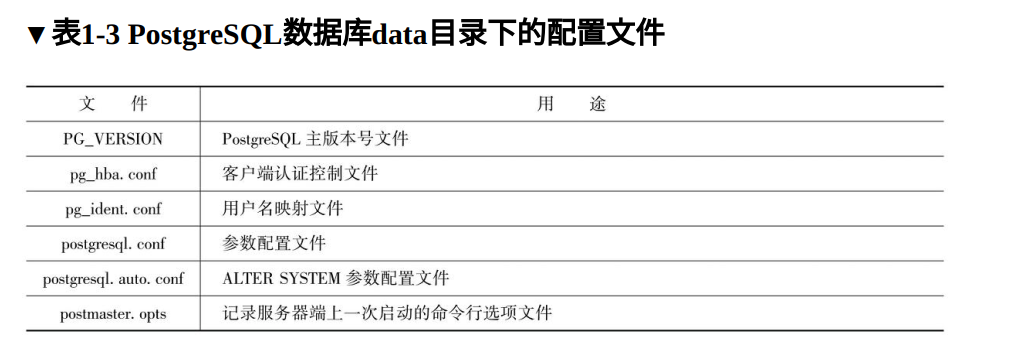 ▼表1-3 PostgreSQL数据库data目录下的配置文件
文 件 用 途
PG_VERSION PostgreSQL 主版本号文件
pg_hba. conf 客户端认证控制文件
pg_ident. conf 用户名映射文件
postgresql. conf 参数配置文件
postgresql. auto. conf ALTER SYSTEM 参数配置文件
postmaster. opts 记录服务器端上一次启动的命令行选项文件